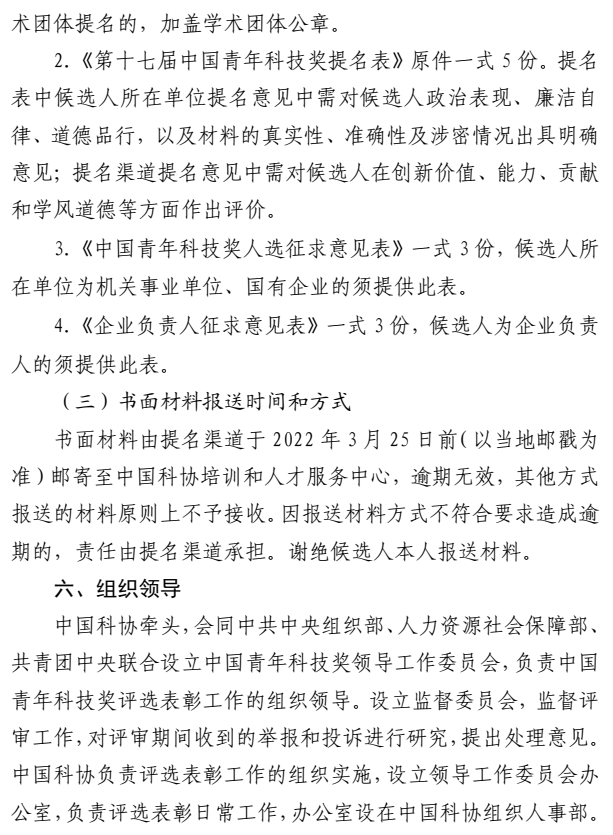 术团体提名的，加盖学术团体公章。
2.《第十七届中国青年科技奖提名表》原件一式 5 份。提名
表中候选人所在单位提名意见中需对候选人政治表现、廉洁自
律、道德品行，以及材料的真实性、准确性及涉密情况出具明确
意见；提名渠道提名意见中需对候选人在创新价值、能力、贡献
和学风道德等方面作出评价。
3.《中国青年科技奖人选征求意见表》一式 3 份，候选人所
在单位为机关事业单位、国有企业的须提供此表。
4.《企业负责人征求意见表》一式 3 份，候选人为企业负责
人的须提供此表。
（三）书面材料报送时间和方式
书面材料由提名渠道于 2022 年 3 月 25 日前（以当地邮戳为
准）邮寄至中国科协培训和人才服务中心，逾期无效，其他方式
报送的材料原则上不予接收。因报送材料方式不符合要求造成逾
期的，责任由提名渠道承担。谢绝候选人本人报送材料。
六、组织领导
中国科协牵头，会同中共中央组织部、人力资源社会保障部、
共青团中央联合设立中国青年科技奖领导工作委员会，负责中国
青年科技奖评选表彰工作的组织领导。设立监督委员会，监督评
审工作，对评审期间收到的举报和投诉进行研究，提出处理意见。
中国科协负责评选表彰工作的组织实施，设立领导工作委员会办
公室，负责评选表彰日常工作，办公室设在中国科协组织人事部。